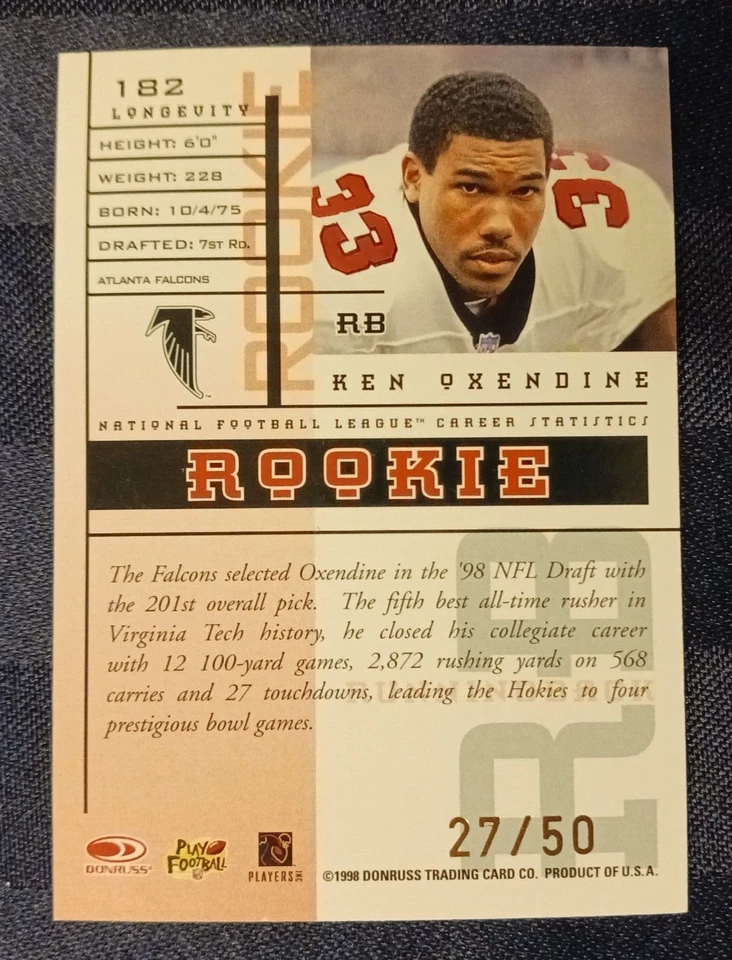 182
LONGEVITY
HEIGHT: 6'0"
WEIGHT: 228
BORN: 10/4/75
DRAFTED: 7ST RD.
ATLANTA FALCONS
ROOKIE
33
33
RB
KEN OXENDINE
NATIONAL FOOTBALL LEAGUE™ CAREER STATISTICS
ROOKIE
The Falcons selected Oxendine in the '98 NFL Draft with
the 201st overall pick. The fifth best all-time rusher in
Virginia Tech history, he closed his collegiate career
with 12 100-yard games, 2,872 rushing yards on 568
carries and 27 touchdowns, leading the Hokies to four
prestigious bowl games.
RB
RUNNING BACK
27/50
DONRUSS®
PLAY FOOTBALL
PLAYERS INC
©1998 DONRUSS TRADING CARD CO. PRODUCT OF U.S.A.